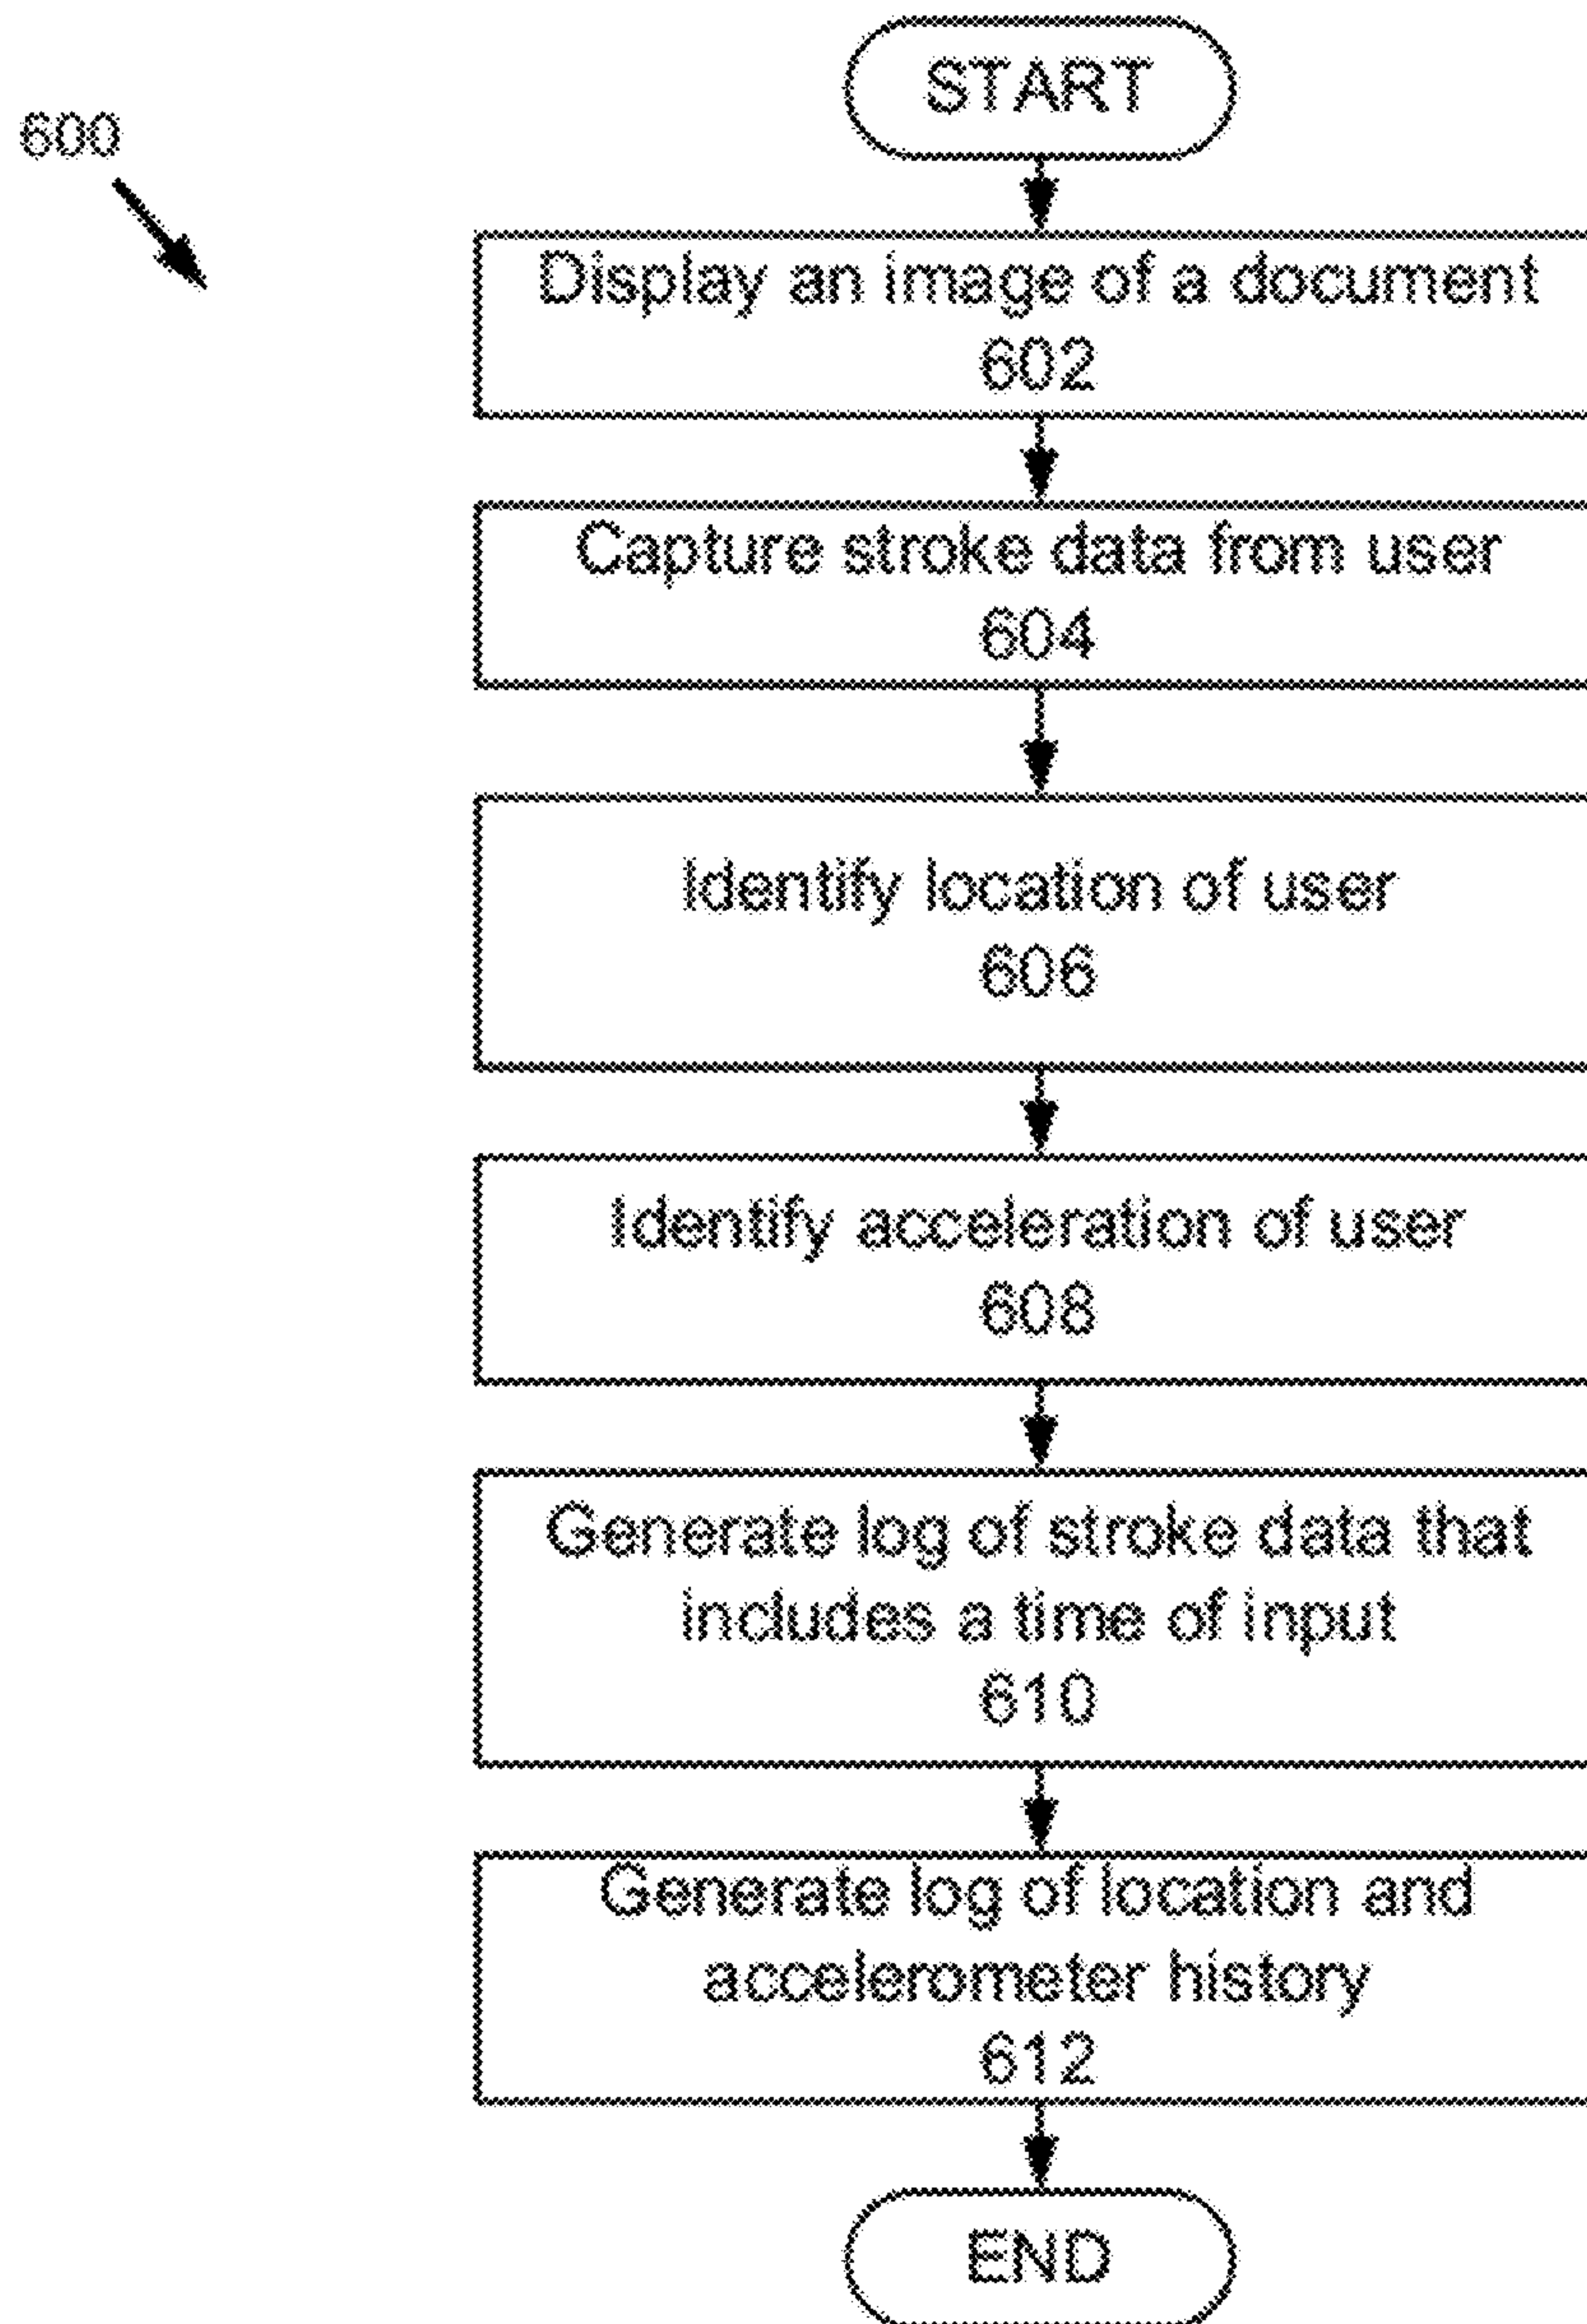 600
START
Display an image of a document
602
Capture stroke data from user
604
Identify location of user
606
Identify acceleration of user
608
Generate log of stroke data that
includes a time of input
610
Generate log of location and
accelerometer history
612
END